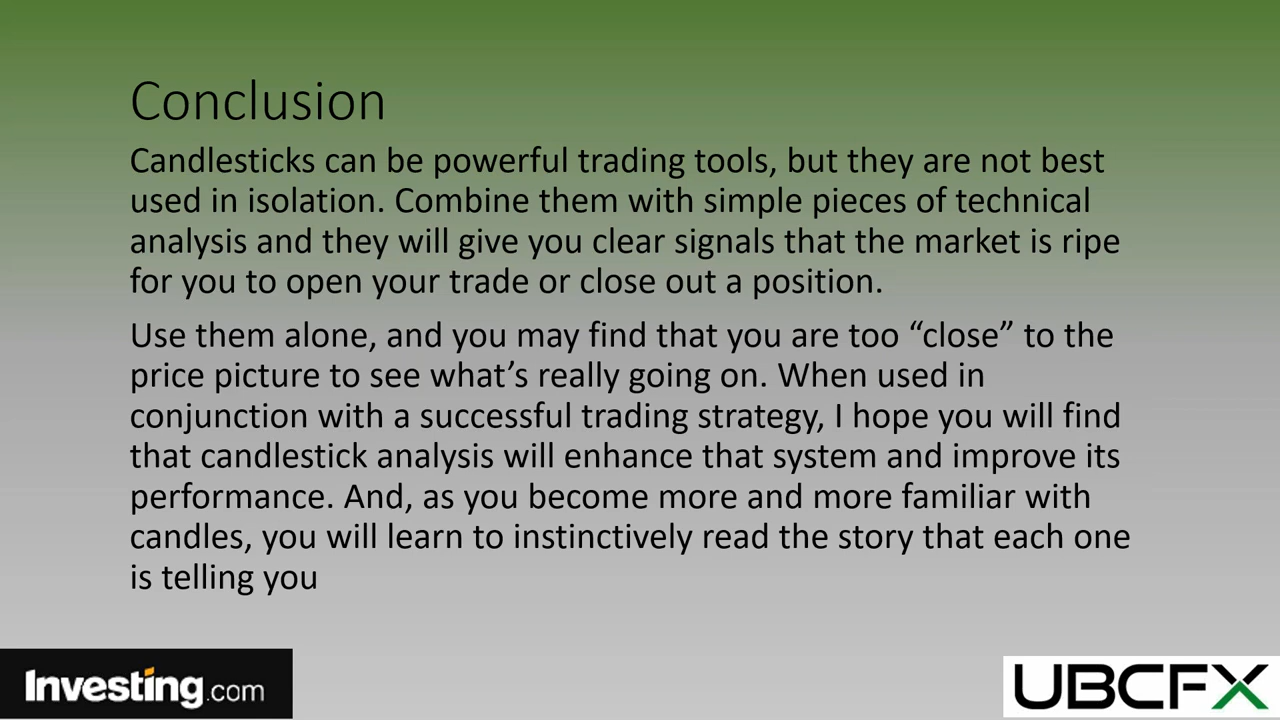 Conclusion
Candlesticks can be powerful trading tools, but they are not best
used in isolation. Combine them with simple pieces of technical
analysis and they will give you clear signals that the market is ripe
for you to open your trade or close out a position.
Use them alone, and you may find that you are too “close” to the
price picture to see what’s really going on. When used in
conjunction with a successful trading strategy, I hope you will find
that candlestick analysis will enhance that system and improve its
performance. And, as you become more and more familiar with
candles, you will learn to instinctively read the story that each one
is telling you
Investing.com
UBCFX